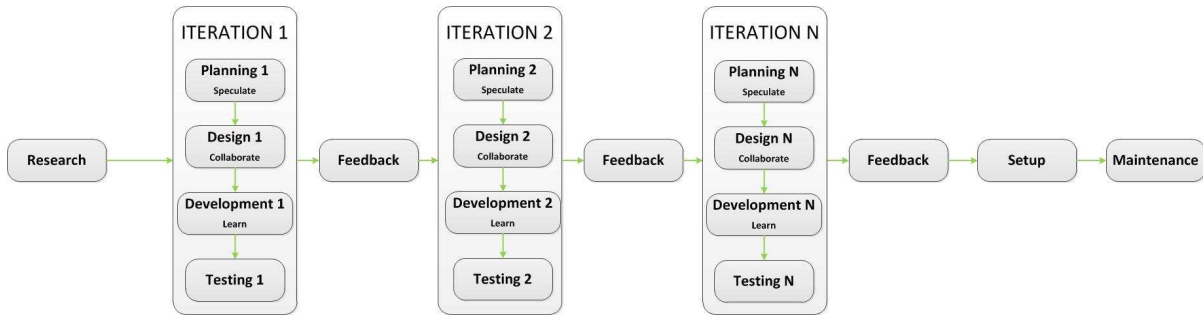 Research
ITERATION 1
Planning 1
Speculate
Design 1
Collaborate
Development 1
Learn
Testing 1
Feedback
ITERATION 2
Planning 2
Speculate
Design 2
Collaborate
Development 2
Learn
Testing 2
Feedback
ITERATION N
Planning N
Speculate
Design N
Collaborate
Development N
Learn
Testing N
Feedback
Setup
Maintenance